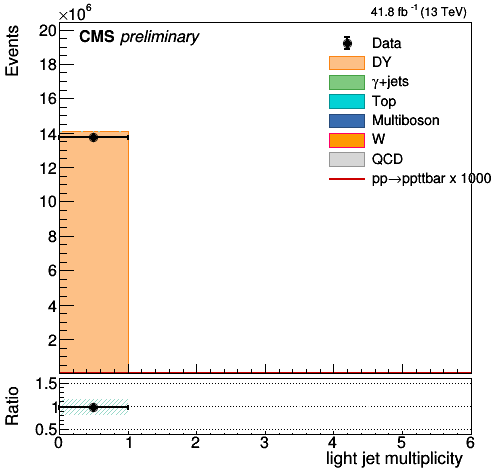 ×10⁶
41.8 fb⁻¹ (13 TeV)
CMS preliminary
Events
20
18
16
14
12
10
8
6
4
2
Data
DY
γ+jets
Top
Multiboson
W
QCD
pp→ppttbar x 1000
Ratio
1.5
1
0.5
0 1 2 3 4 5 6
light jet multiplicity